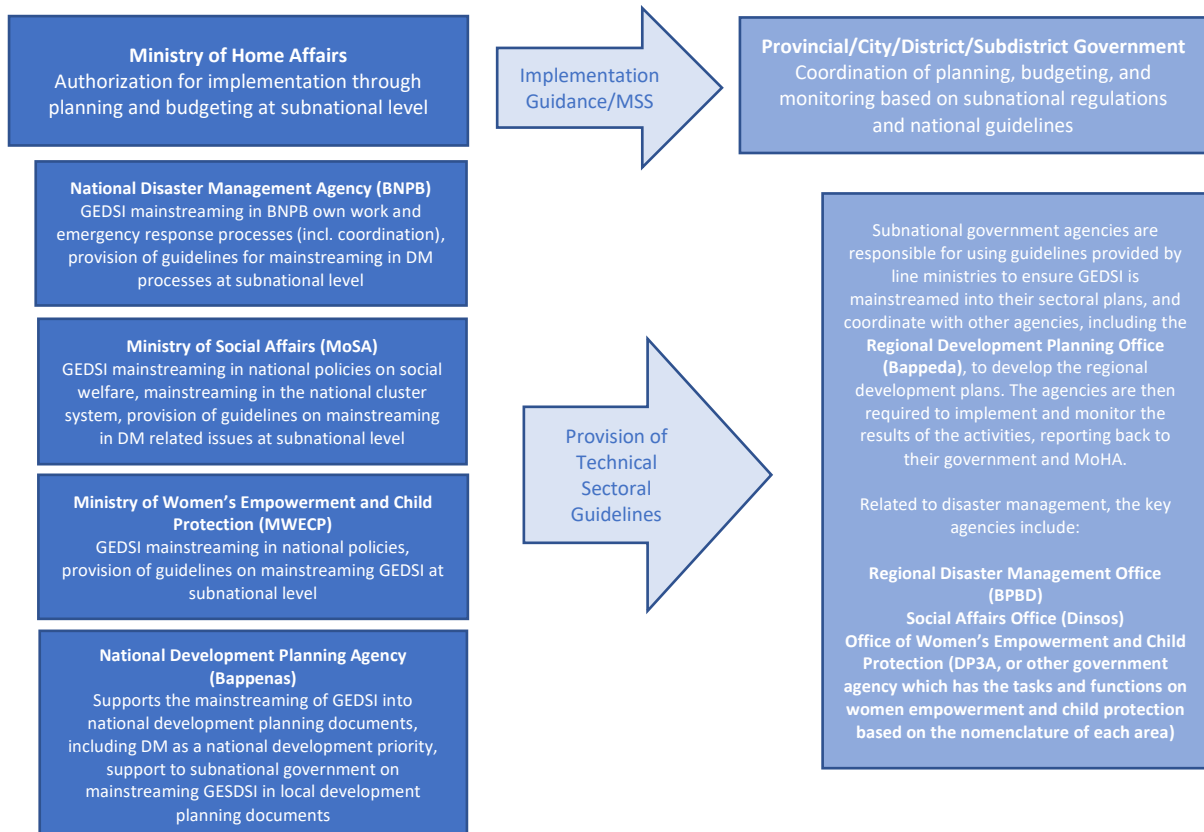 Ministry of Home Affairs
Authorization for implementation through
planning and budgeting at subnational level
Implementation
Guidance/MSS
Provincial/City/District/Subdistrict Government
Coordination of planning, budgeting, and
monitoring based on subnational regulations
and national guidelines
National Disaster Management Agency (BNPB)
GEDSI mainstreaming in BNPB own work and
emergency response processes (incl. coordination),
provision of guidelines for mainstreaming in DM
processes at subnational level
Ministry of Social Affairs (MoSA)
GEDSI mainstreaming in national policies on social
welfare, mainstreaming in the national cluster
system, provision of guidelines on mainstreaming
in DM related issues at subnational level
Ministry of Women's Empowerment and Child
Protection (MWECP)
GEDSI mainstreaming in national policies,
provision of guidelines on mainstreaming GEDSI at
subnational level
National Development Planning Agency
(Bappenas)
Supports the mainstreaming of GEDSI into
national development planning documents,
including DM as a national development priority,
support to subnational government on
mainstreaming GESDSI in local development
planning documents
Provision of
Technical
Sectoral
Guidelines
Subnational government agencies are
responsible for using guidelines provided by
line ministries to ensure GEDSI is
mainstreamed into their sectoral plans, and
coordinate with other agencies, including the
Regional Development Planning Office
(Bappeda), to develop the regional
development plans. The agencies are then
required to implement and monitor the
results of the activities, reporting back to
their government and MoHA.
Related to disaster management, the key
agencies include:
Regional Disaster Management Office
(BPBD)
Social Affairs Office (Dinsos)
Office of Women's Empowerment and Child
Protection (DP3A, or other government
agency which has the tasks and functions on
women empowerment and child protection
based on the nomenclature of each area)